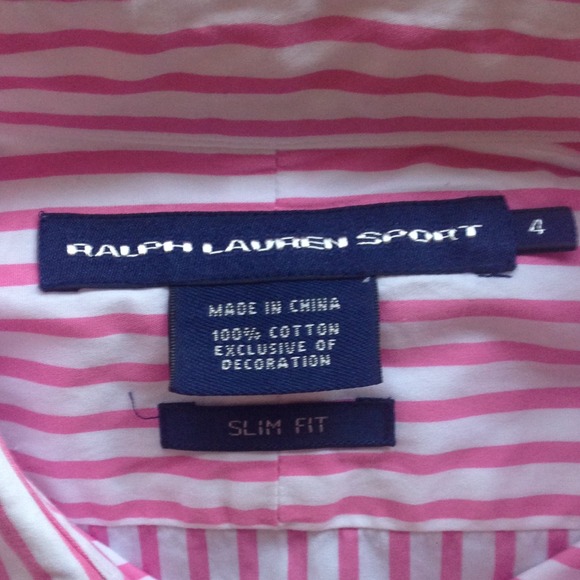 RALPH LAUREN SPORT
4
MADE IN CHINA
100% COTTON
EXCLUSIVE OF
DECORATION
SLIM FIT